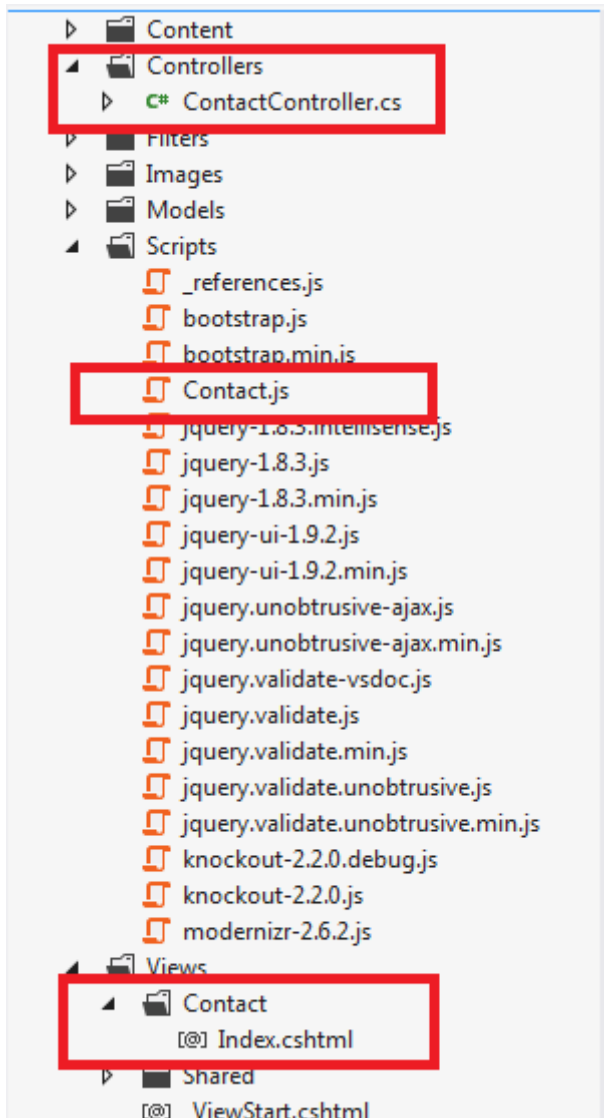 Content
Controllers
C# ContactController.cs
Filters
Images
Models
Scripts
_references.js
bootstrap.js
bootstrap.min.js
Contact.js
jquery-1.8.3.intellisense.js
jquery-1.8.3.js
jquery-1.8.3.min.js
jquery-ui-1.9.2.js
jquery-ui-1.9.2.min.js
jquery.unobtrusive-ajax.js
jquery.unobtrusive-ajax.min.js
jquery.validate-vsdoc.js
jquery.validate.js
jquery.validate.min.js
jquery.validate.unobtrusive.js
jquery.validate.unobtrusive.min.js
knockout-2.2.0.debug.js
knockout-2.2.0.js
modernizr-2.6.2.js
Views
Contact
[@] Index.cshtml
Shared
[@] _ViewStart.cshtml